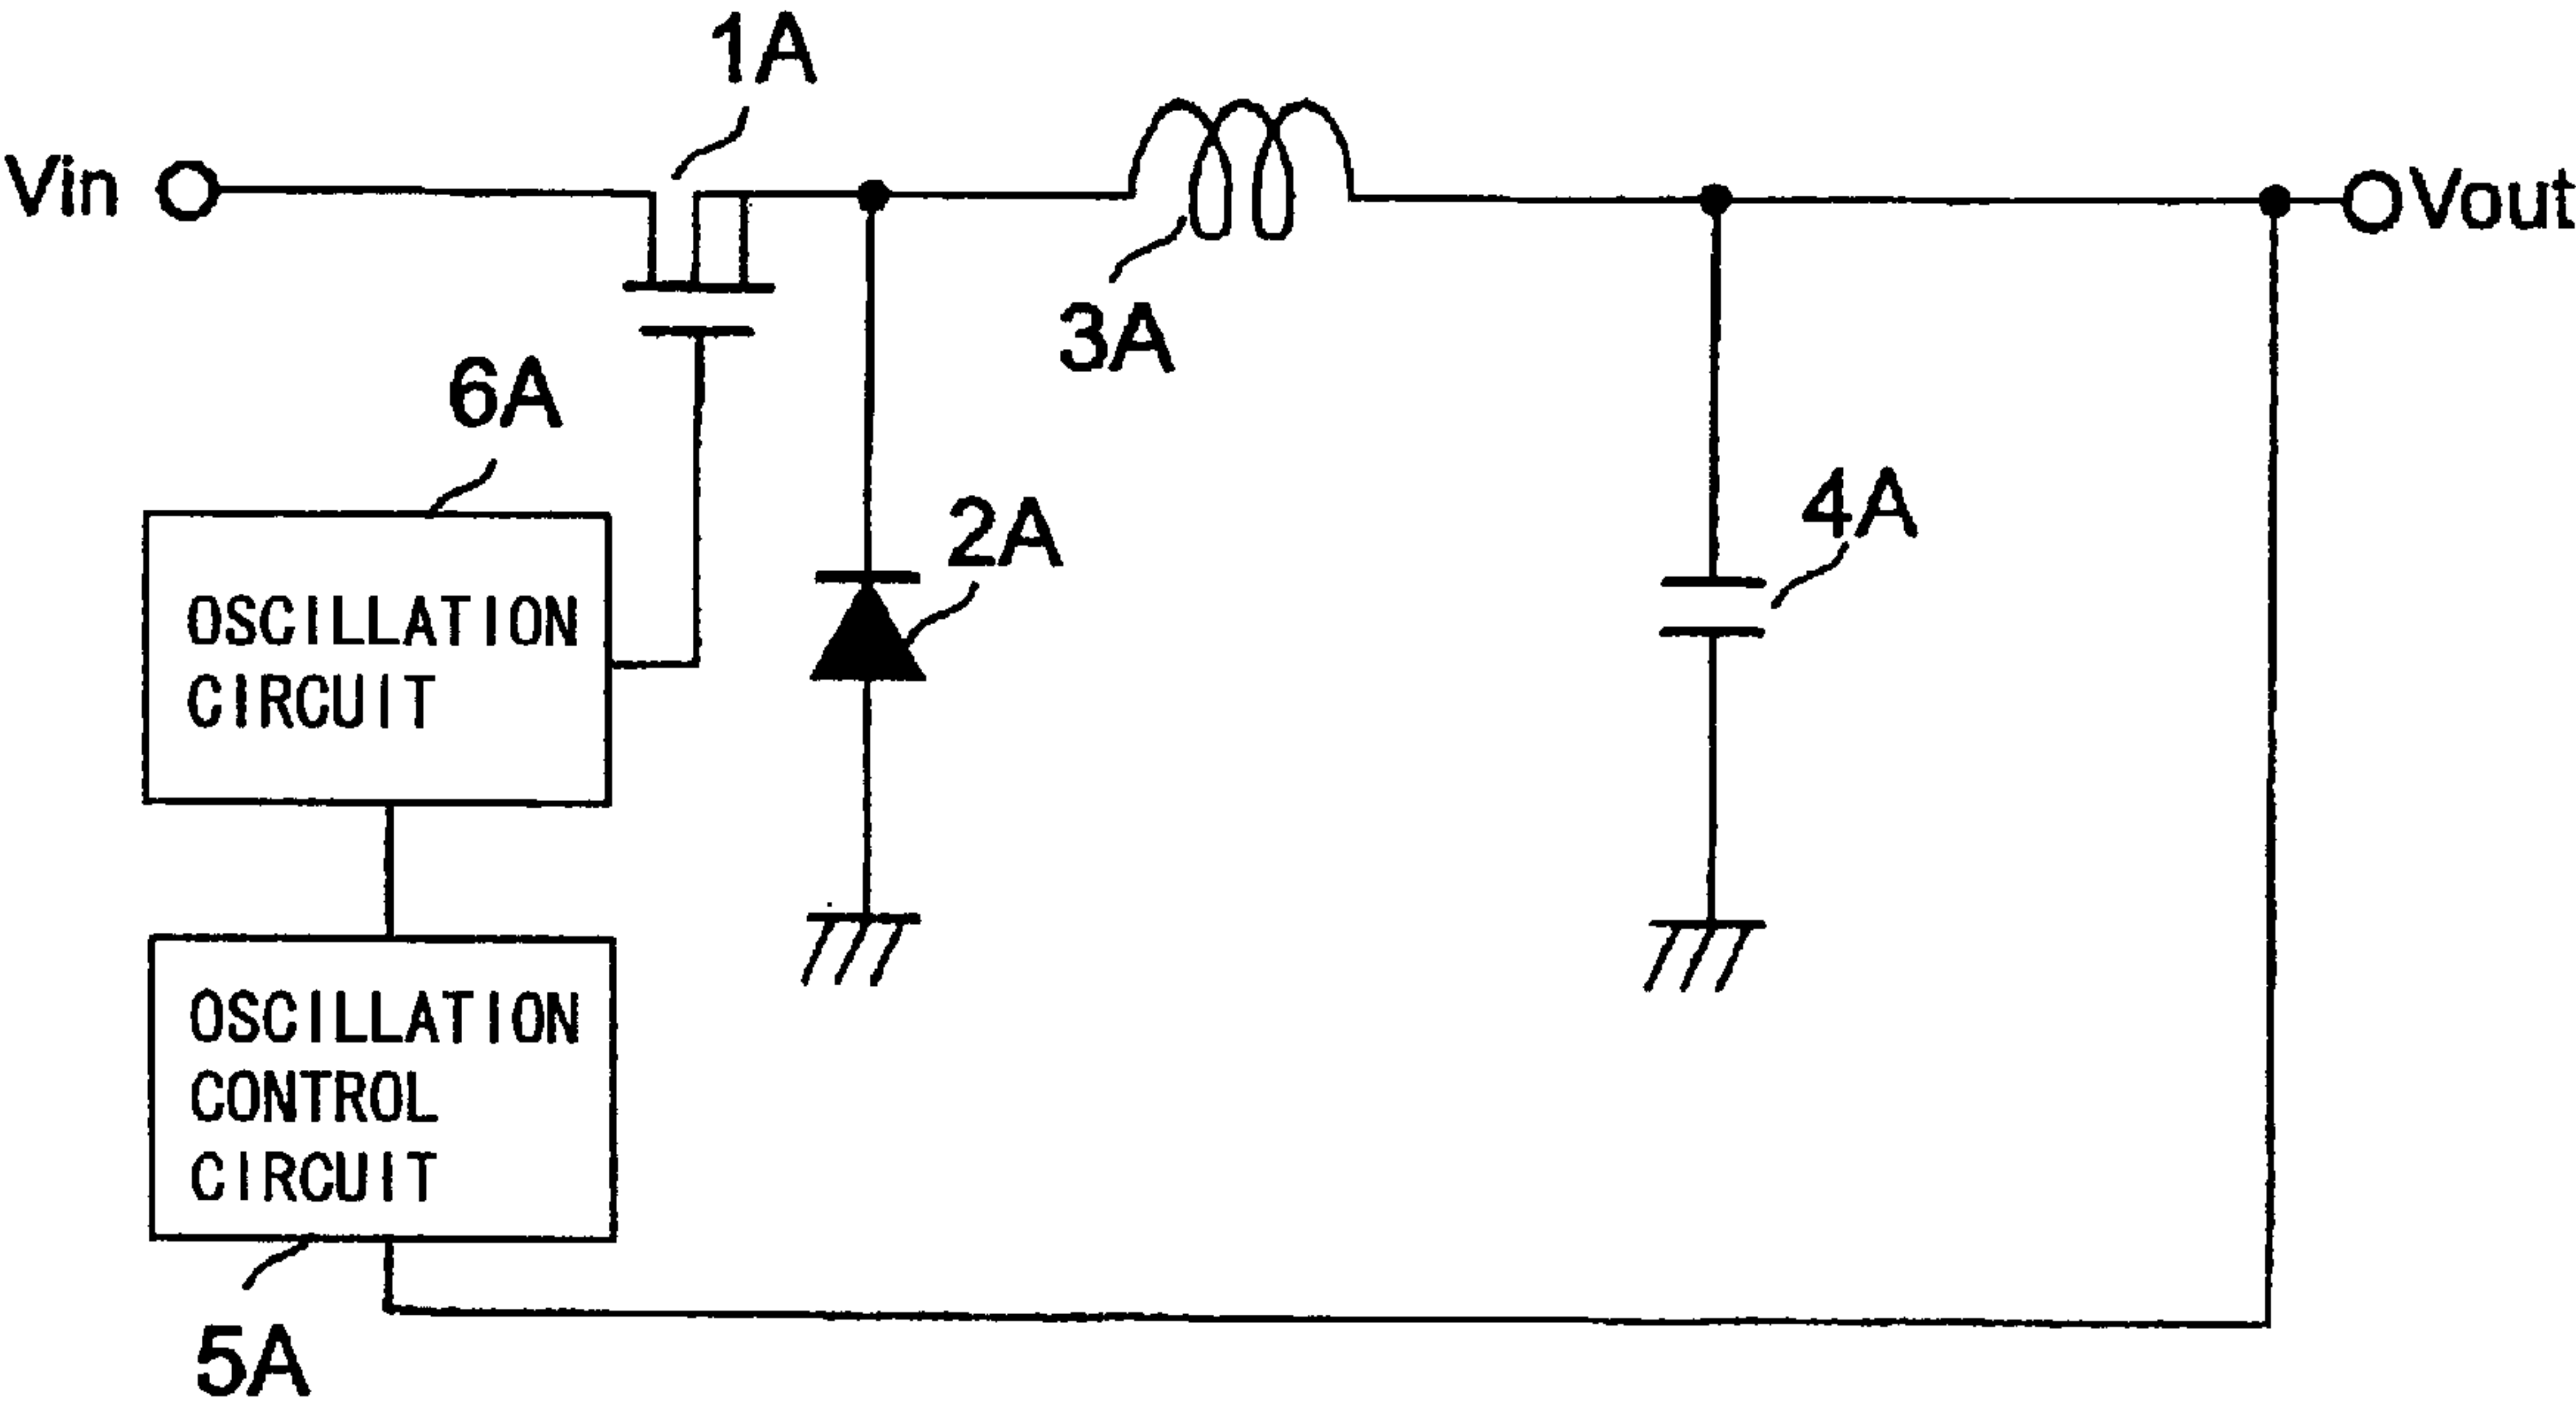 1A
Vin
Vout
3A
6A
2A
4A
OSCILLATION
CIRCUIT
OSCILLATION
CONTROL
CIRCUIT
5A